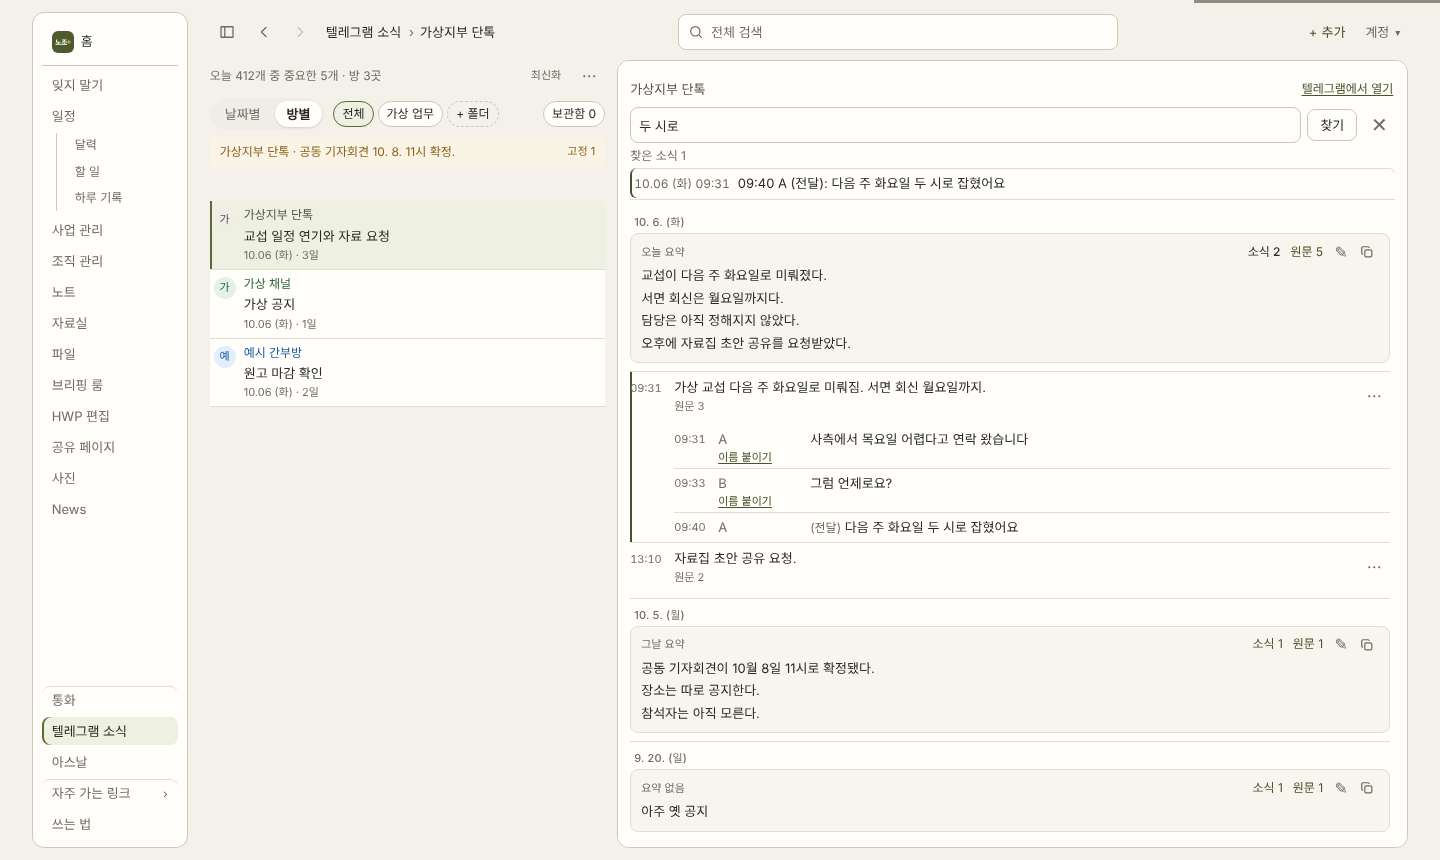 노조+ 홈
잊지 말기
일정
달력
할 일
하루 기록
사업 관리
조직 관리
노트
자료실
파일
브리핑 룸
HWP 편집
공유 페이지
사진
News
통화
텔레그램 소식
아스날
자주 가는 링크 ›
쓰는 법
텔레그램 소식 › 가상지부 단톡
전체 검색
+ 추가 계정 ▾
오늘 412개 중 중요한 5개 · 방 3곳 최신화 ···
날짜별 방별 전체 가상 업무 + 폴더 보관함 0
가상지부 단톡 · 공동 기자회견 10. 8. 11시 확정. 고정 1
가 가상지부 단톡
교섭 일정 연기와 자료 요청
10.06 (화) · 3일
가 가상 채널
가상 공지
10.06 (화) · 1일
예 예시 간부방
원고 마감 확인
10.06 (화) · 2일
가상지부 단톡 텔레그램에서 열기
두 시로 찾기 ✕
찾은 소식 1
10.06 (화) 09:31 09:40 A (전달): 다음 주 화요일 두 시로 잡혔어요
10. 6. (화)
오늘 요약 소식 2 원문 5
교섭이 다음 주 화요일로 미뤄졌다.
서면 회신은 월요일까지다.
담당은 아직 정해지지 않았다.
오후에 자료집 초안 공유를 요청받았다.
09:31 가상 교섭 다음 주 화요일로 미뤄짐. 서면 회신 월요일까지. ···
원문 3
09:31 A 사측에서 목요일 어렵다고 연락 왔습니다
이름 붙이기
09:33 B 그럼 언제로요?
이름 붙이기
09:40 A (전달) 다음 주 화요일 두 시로 잡혔어요
13:10 자료집 초안 공유 요청. ···
원문 2
10. 5. (월)
그날 요약 소식 1 원문 1
공동 기자회견이 10월 8일 11시로 확정됐다.
장소는 따로 공지한다.
참석자는 아직 모른다.
9. 20. (일)
요약 없음 소식 1 원문 1
아주 옛 공지